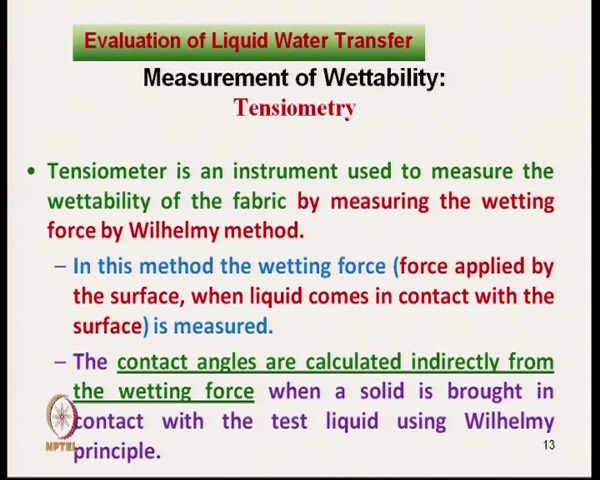 Evaluation of Liquid Water Transfer
Measurement of Wettability:
Tensiometry
• Tensiometer is an instrument used to measure the
wettability of the fabric by measuring the wetting
force by Wilhelmy method.
– In this method the wetting force (force applied by
the surface, when liquid comes in contact with the
surface) is measured.
– The contact angles are calculated indirectly from
the wetting force when a solid is brought in
contact with the test liquid using Wilhelmy
principle.
NPTEL
13